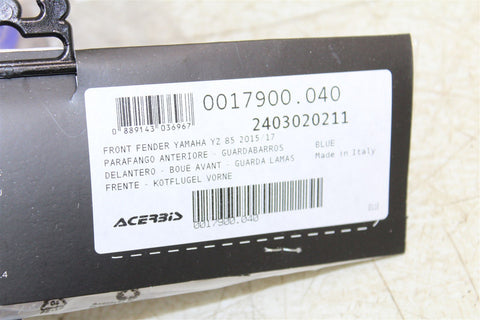 0017900.040
0 889143 036967
2403020211
FRONT FENDER YAMAHA YZ 85 2015 17
PARAFANGO ANTERIORE - GUARDABARROS
DELANTERO - BOUE AVANT - GUARDA LAMAS
FRENTE - KOTFLUGEL VORNE
BLUE
Made in Italy
ACERBIS
0017900.040